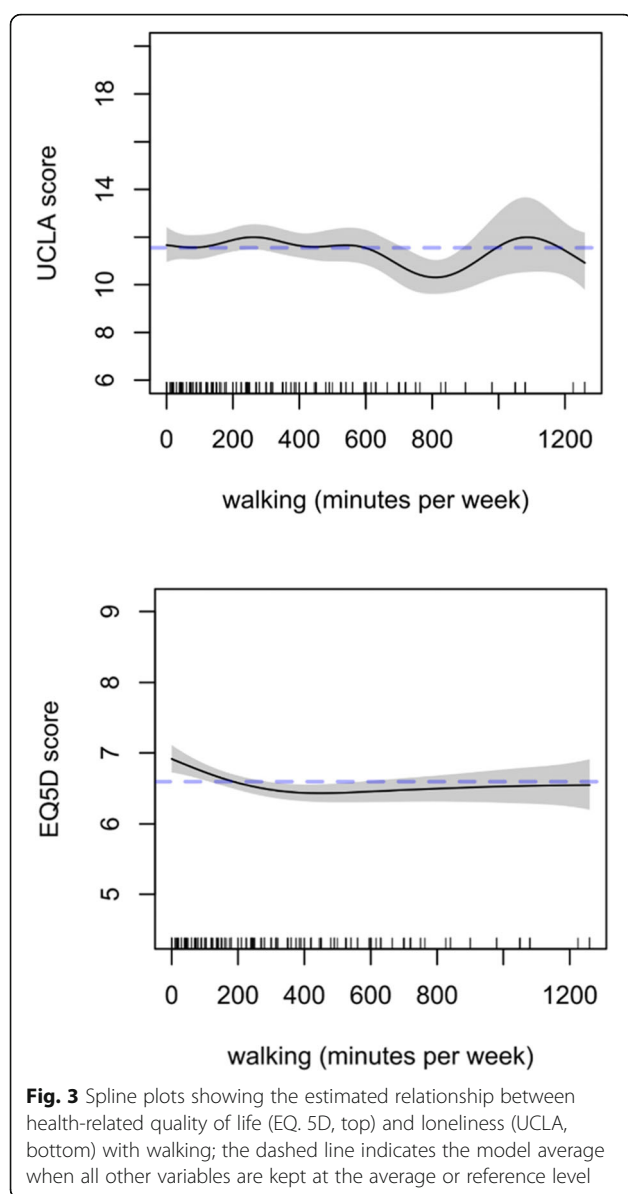 18
14
10
8
6
UCLA score
0 200 400 600 800 1200
walking (minutes per week)
9
8
7
6
5
EQ5D score
0 200 400 600 800 1200
walking (minutes per week)
Fig. 3 Spline plots showing the estimated relationship between
health-related quality of life (EQ. 5D, top) and loneliness (UCLA,
bottom) with walking; the dashed line indicates the model average
when all other variables are kept at the average or reference level